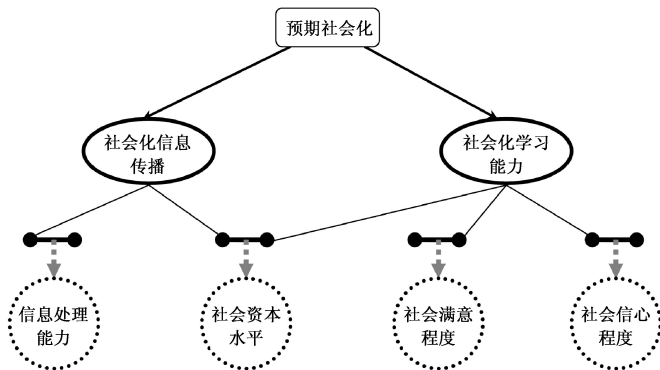 预期社会化
社会化信息
传播
社会化学习
能力
信息处理
能力
社会资本
水平
社会满意
程度
社会信心
程度